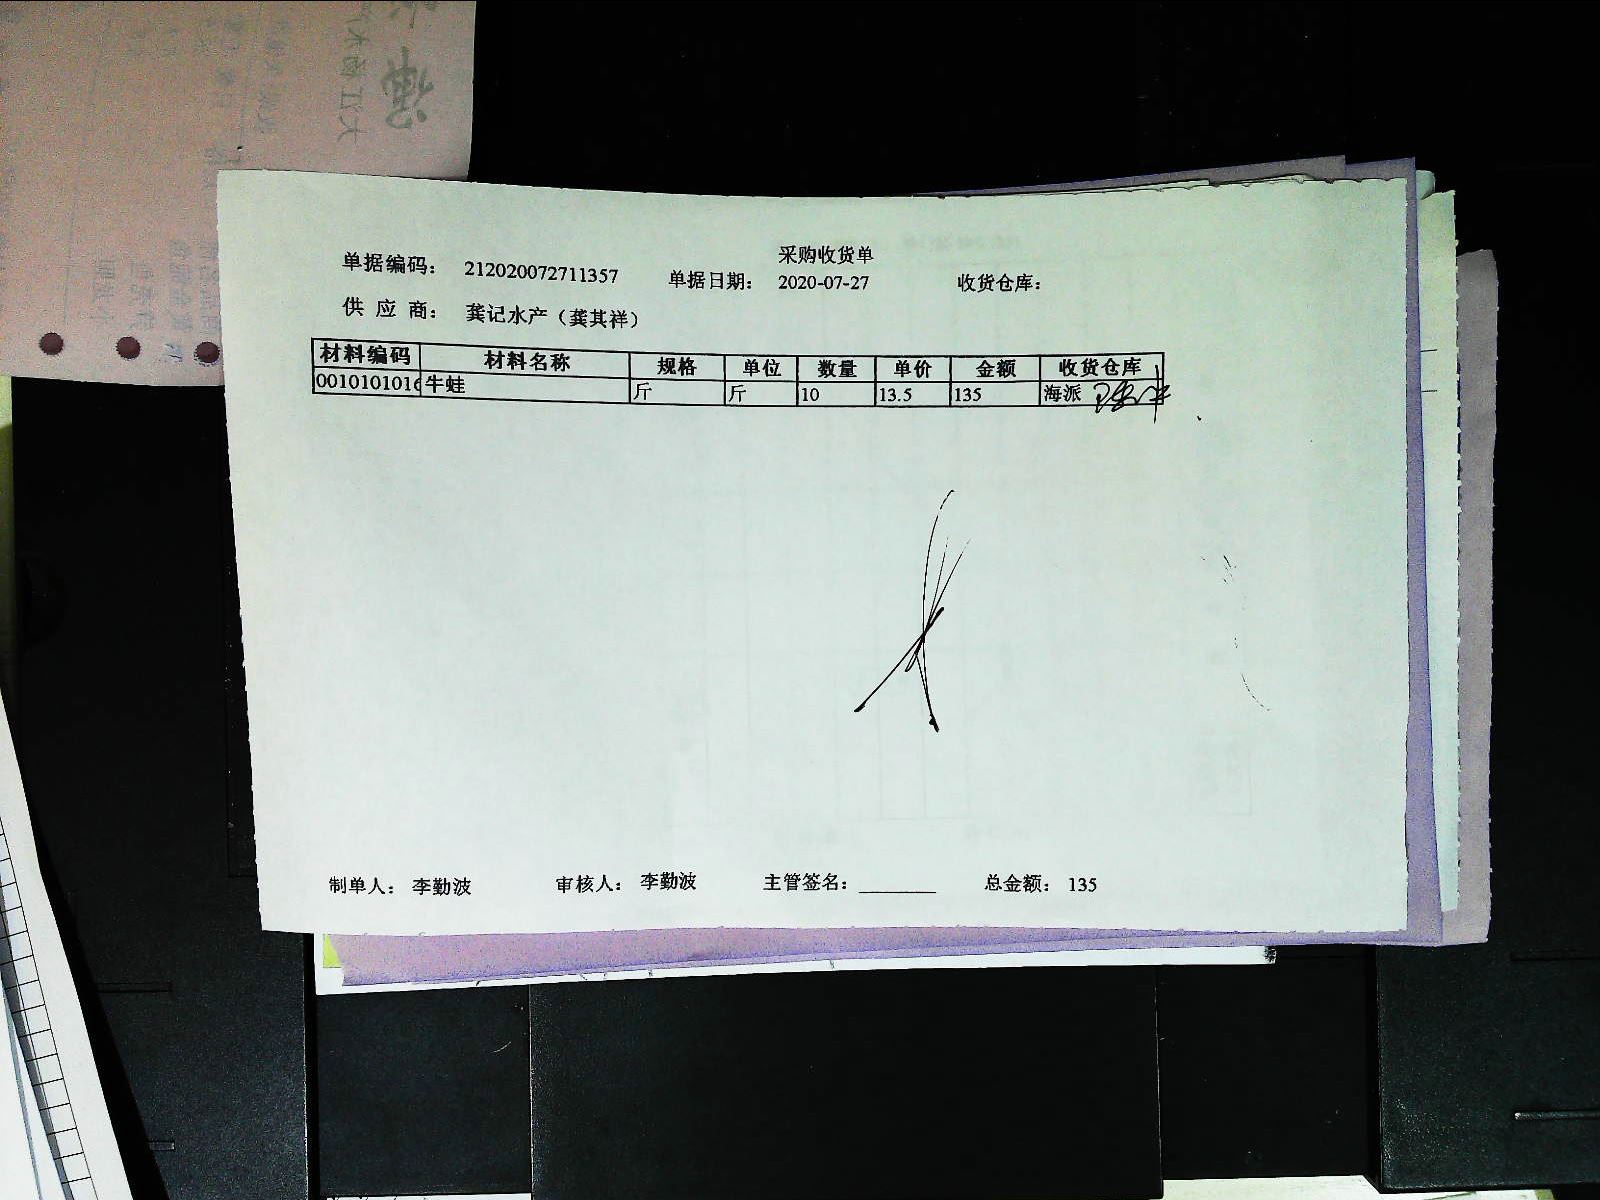 采购收货单
单据编码： 212020072711357 单据日期： 2020-07-27 收货仓库：
供 应 商： 龚记水产（龚其祥）
材料编码 材料名称 规格 单位 数量 单价 金额 收货仓库
0010101016 牛蛙 斤 斤 10 13.5 135 海派
制单人： 李勤波 审核人： 李勤波 主管签名：________ 总金额： 135